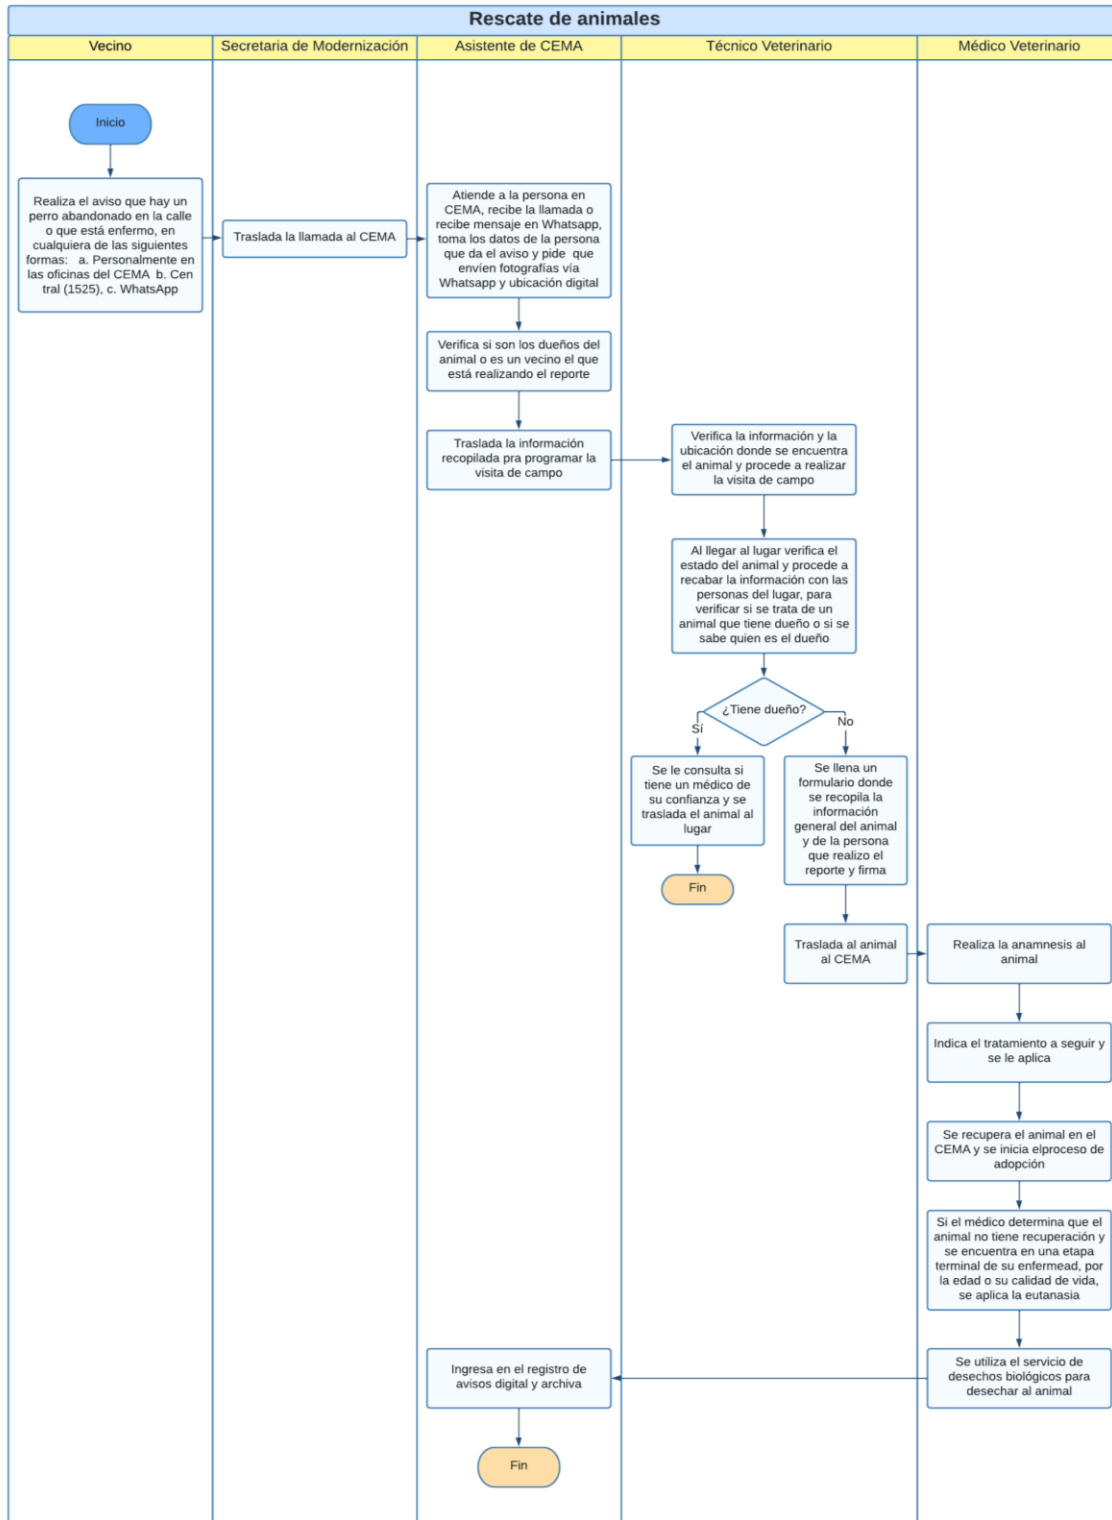 Rescate de animales
Vecino
Secretaria de Modernización
Asistente de CEMA
Técnico Veterinario
Médico Veterinario
Inicio
Realiza el aviso que hay un
perro abandonado en la calle
o que está enfermo, en
cualquiera de las siguientes
formas: a. Personalmente en
las oficinas del CEMA b. Cen
tral (1525), c. WhatsApp
Traslada la llamada al CEMA
Atiende a la persona en
CEMA, recibe la llamada o
recibe mensaje en Whatsapp,
toma los datos de la persona
que da el aviso y pide que
envíen fotografías vía
Whatsapp y ubicación digital
Verifica si son los dueños del
animal o es un vecino el que
está realizando el reporte
Traslada la información
recopilada pra programar la
visita de campo
Verifica la información y la
ubicación donde se encuentra
el animal y procede a realizar
la visita de campo
Al llegar al lugar verifica el
estado del animal y procede a
recabar la información con las
personas del lugar, para
verificar si se trata de un
animal que tiene dueño o si se
sabe quien es el dueño
¿Tiene dueño?
Sí
No
Se le consulta si
tiene un médico de
su confianza y se
traslada el animal al
lugar
Fin
Se llena un
formulario donde
se recopila la
información
general del animal
y de la persona
que realizo el
reporte y firma
Traslada al animal
al CEMA
Realiza la anamnesis al
animal
Indica el tratamiento a seguir y
se le aplica
Se recupera el animal en el
CEMA y se inicia elproceso de
adopción
Si el médico determina que el
animal no tiene recuperación y
se encuentra en una etapa
terminal de su enfermead, por
la edad o su calidad de vida,
se aplica la eutanasia
Se utiliza el servicio de
desechos biológicos para
desechar al animal
Ingresa en el registro de
avisos digital y archiva
Fin